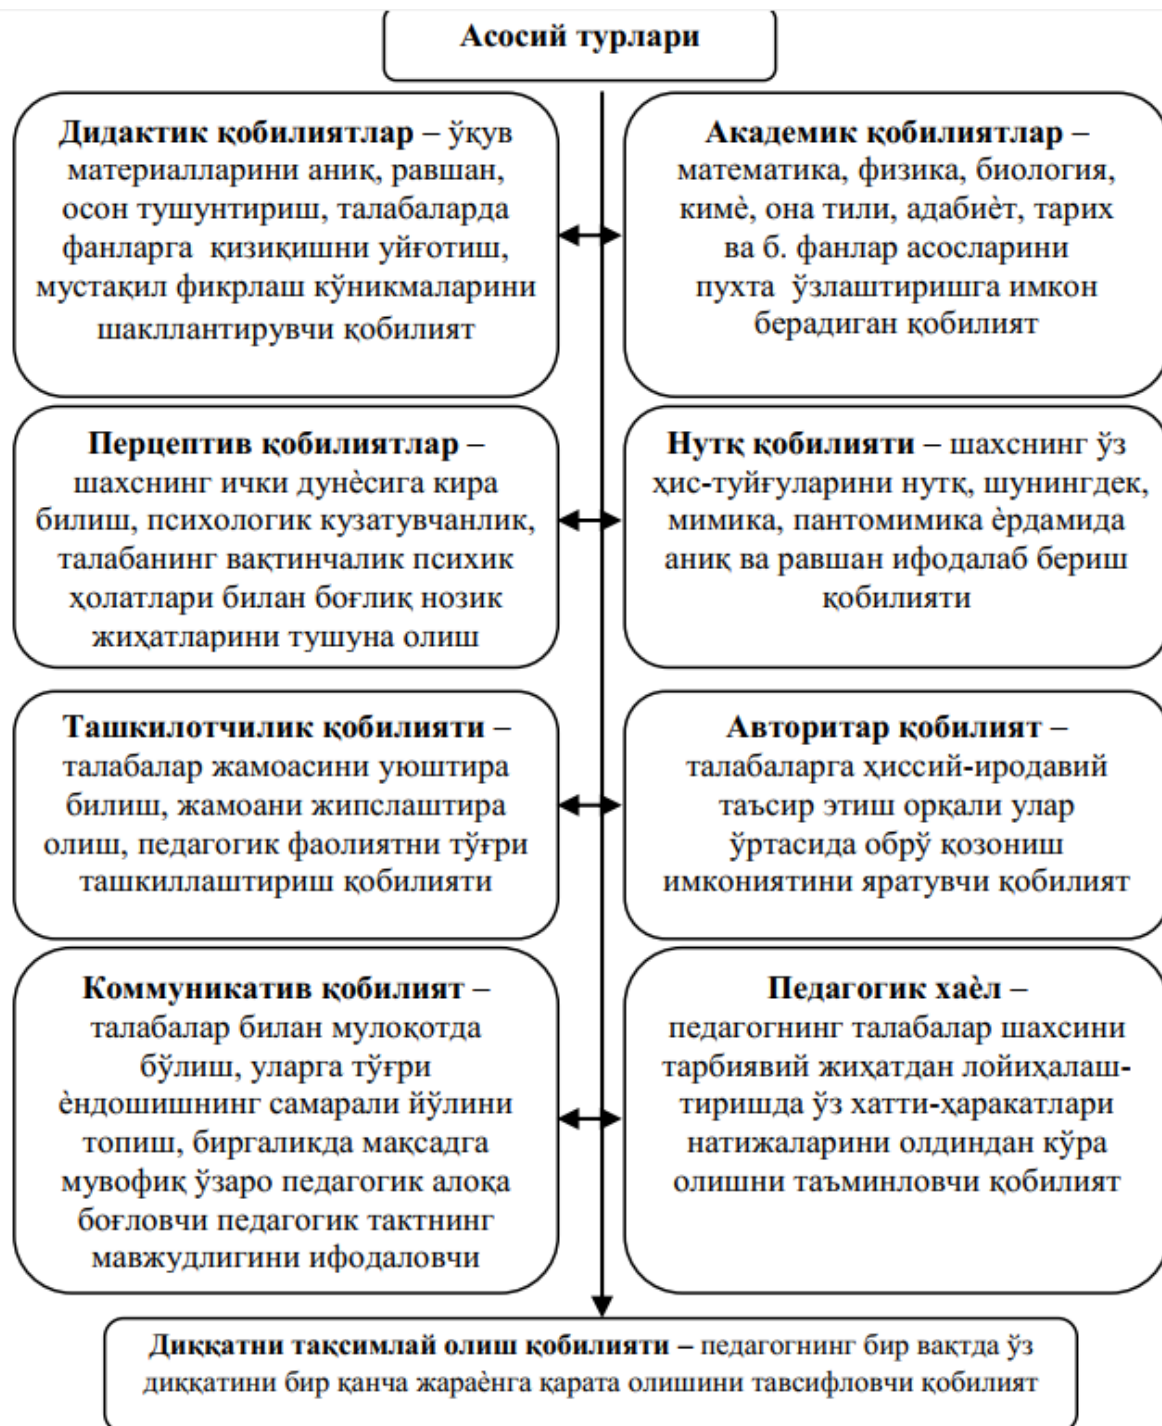 Асосий турлари
Дидактик қобилиятлар – ўқув
материалларини аниқ, равшан,
осон тушунтириш, талабаларда
фанларга қизиқишни уйғотиш,
мустақил фикрлаш кўникмаларини
шакллантирувчи қобилият
Академик қобилиятлар –
математика, физика, биология,
кимѐ, она тили, адабиѐт, тарих
ва б. фанлар асосларини
пухта ўзлаштиришга имкон
берадиган қобилият
Перцептив қобилиятлар –
шахснинг ички дунѐсига кира
билиш, психологик кузатувчанлик,
талабанинг вақтинчалик психик
ҳолатлари билан боғлиқ нозик
жиҳатларини тушуна олиш
Нутқ қобилияти – шахснинг ўз
ҳис-туйғуларини нутқ, шунингдек,
мимика, пантомимика ѐрдамида
аниқ ва равшан ифодалаб бериш
қобилияти
Ташкилотчилик қобилияти –
талабалар жамоасини уюштира
билиш, жамоани жипслаштира
олиш, педагогик фаолиятни тўғри
ташкиллаштириш қобилияти
Авторитар қобилият –
талабаларга ҳиссий-иродавий
таъсир этиш орқали улар
ўртасида обрў қозониш
имкониятини яратувчи қобилият
Коммуникатив қобилият –
талабалар билан мулоқотда
бўлиш, уларга тўғри
ѐндошишнинг самарали йўлини
топиш, биргаликда мақсадга
мувофиқ ўзаро педагогик алоқа
боғловчи педагогик тактнинг
мавжудлигини ифодаловчи
Педагогик хаѐл –
педагогнинг талабалар шахсини
тарбиявий жиҳатдан лойиҳалаш-
тиришда ўз хатти-ҳаракатлари
натижаларини олдиндан кўра
олишни таъминловчи қобилият
Диққатни тақсимлай олиш қобилияти – педагогнинг бир вақтда ўз
диққатини бир қанча жараѐнга қарата олишини тавсифловчи қобилият